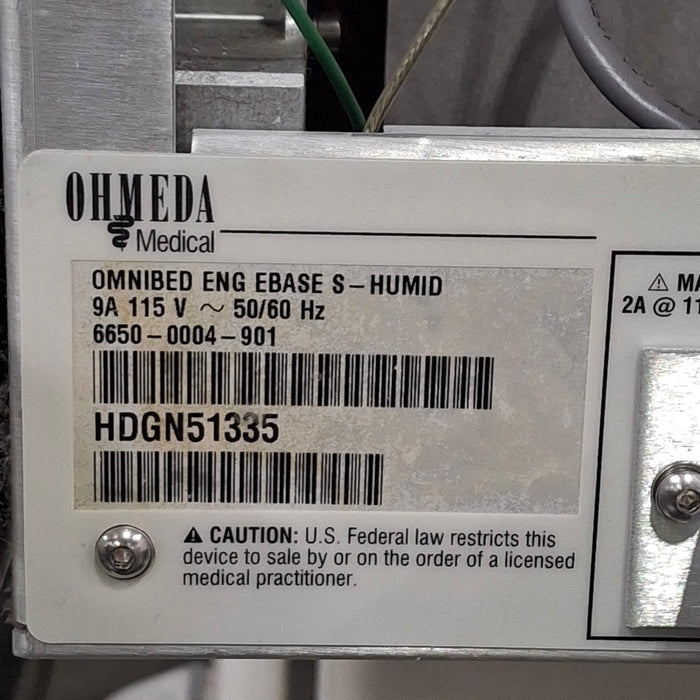 OHMEDA
Medical
OMNIBED ENG EBASE S-HUMID
9A 115 V ~ 50/60 Hz
6650-0004-901
HDGN51335
⚠ CAUTION: U.S. Federal law restricts this
device to sale by or on the order of a licensed
medical practitioner.
⚠ MA
2A @ 11